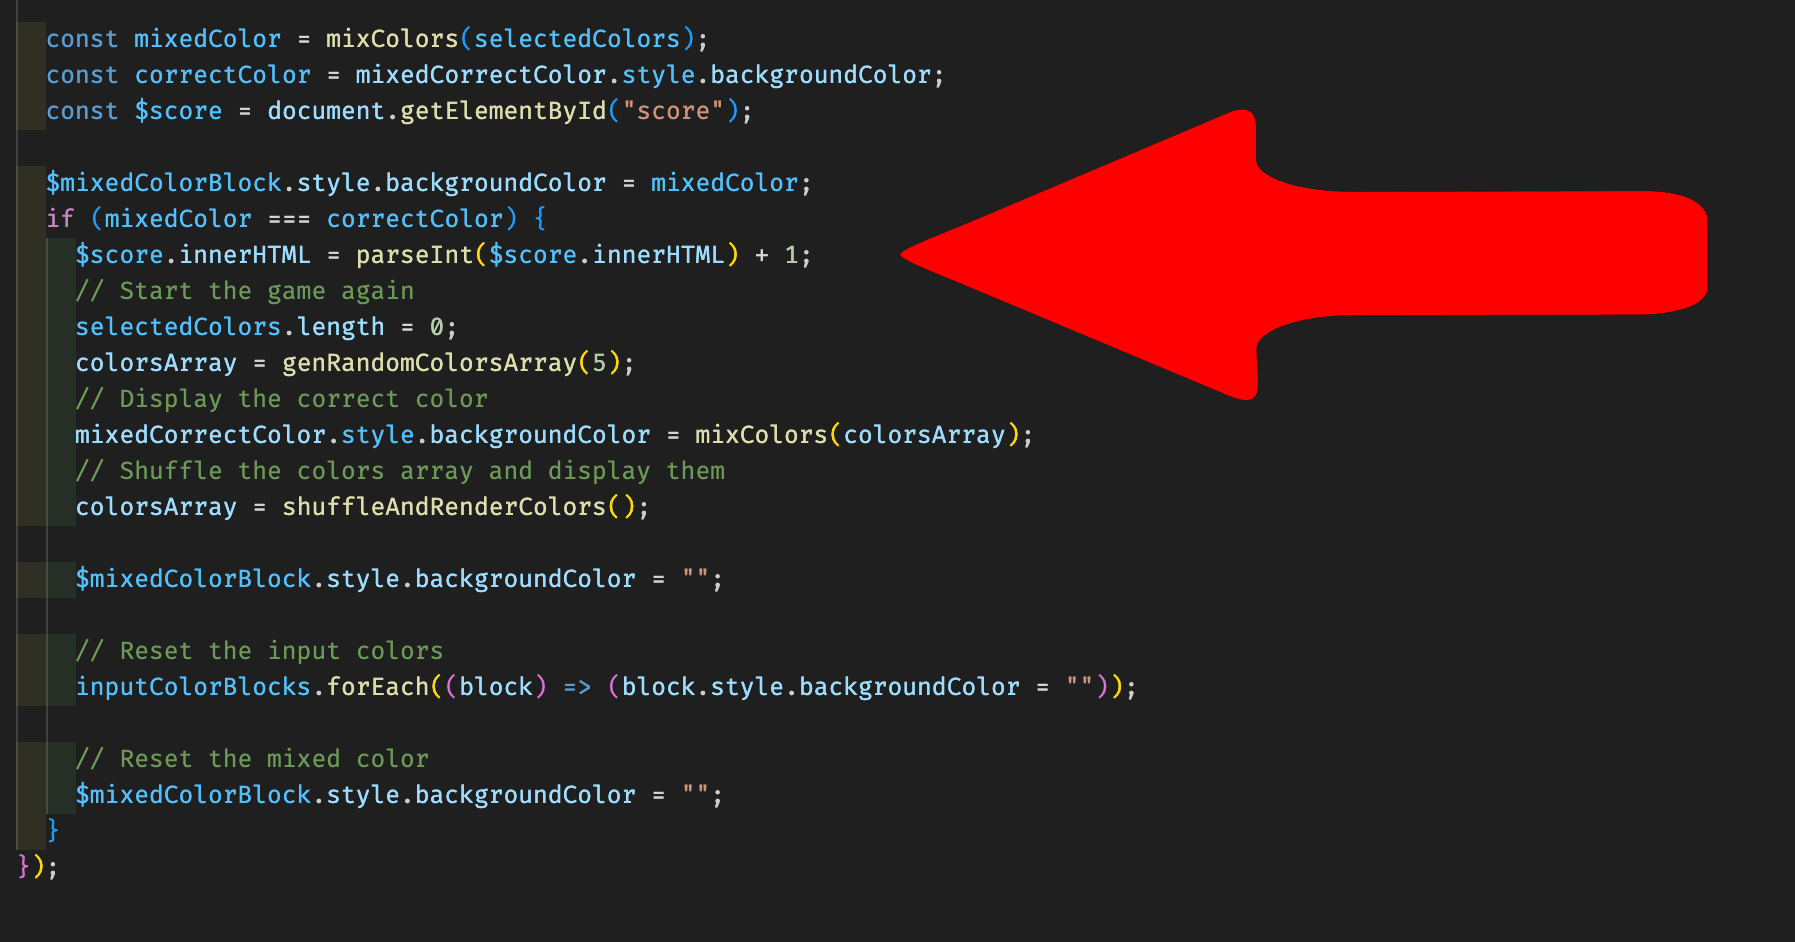 const mixedColor = mixColors(selectedColors);
const correctColor = mixedCorrectColor.style.backgroundColor;
const $score = document.getElementById("score");
$mixedColorBlock.style.backgroundColor = mixedColor;
if (mixedColor === correctColor) {
$score.innerHTML = parseInt($score.innerHTML) + 1;
// Start the game again
selectedColors.length = 0;
colorsArray = genRandomColorsArray(5);
// Display the correct color
mixedCorrectColor.style.backgroundColor = mixColors(colorsArray);
// Shuffle the colors array and display them
colorsArray = shuffleAndRenderColors();
$mixedColorBlock.style.backgroundColor = "";
// Reset the input colors
inputColorBlocks.forEach((block) => (block.style.backgroundColor = ""));
// Reset the mixed color
$mixedColorBlock.style.backgroundColor = "";
}
});